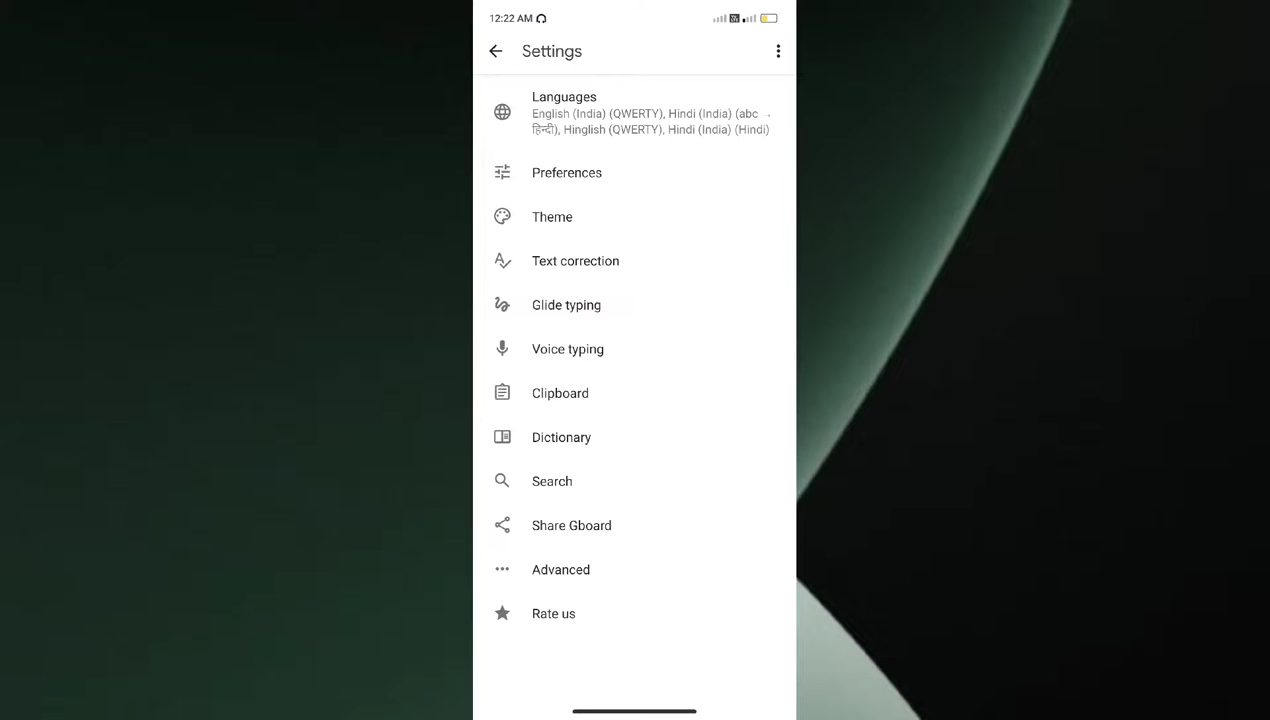 12:22 AM
Settings
Languages
English (India) (QWERTY), Hindi (India) (abc →
हिन्दी), Hinglish (QWERTY), Hindi (India) (Hindi)
Preferences
Theme
Text correction
Glide typing
Voice typing
Clipboard
Dictionary
Search
Share Gboard
Advanced
Rate us